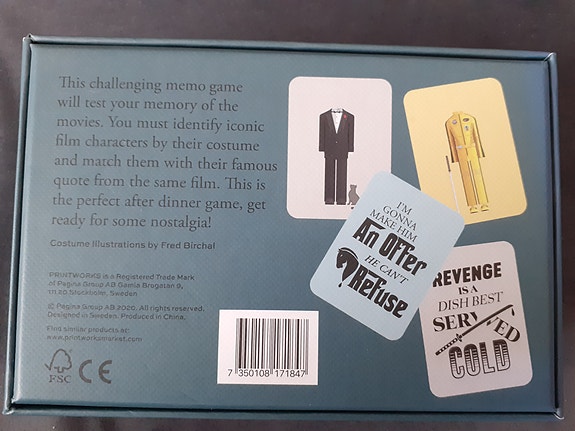 This challenging memo game
will test your memory of the
movies. You must identify iconic
film characters by their costume
and match them with their famous
quote from the same film. This is
the perfect after dinner game, get
ready for some nostalgia!
Costume Illustrations by Fred Birchal
PRINTWORKS is a Registered Trade Mark
of Pagina Group AB Gamla Brogatan 9,
111 20 Stockholm, Sweden
© Pagina Group AB 2020. All rights reserved.
Designed in Sweden. Produced in China.
Find similar products at:
www.printworksmarket.com
FSC
CE
7 350108 171847
I'M
GONNA
MAKE HIM
An Offer
HE CAN'T
Refuse
REVENGE
IS A
DISH BEST
SERVED
COLD